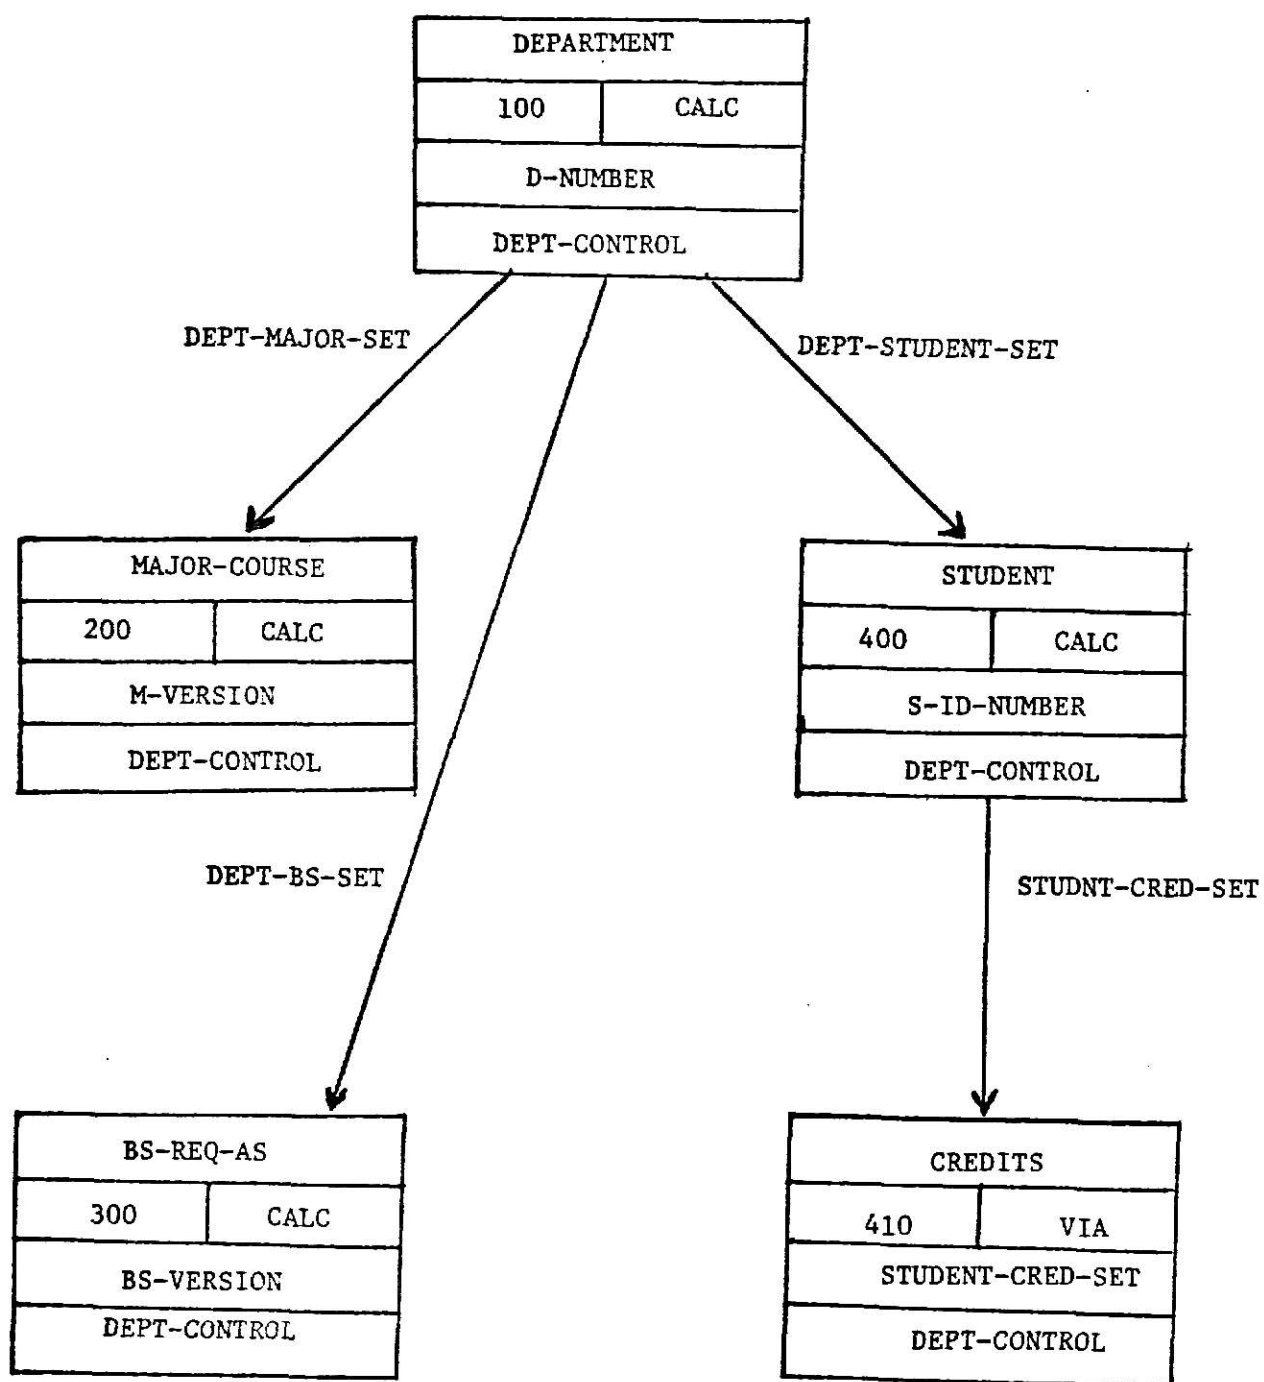 DEPARTMENT
100 CALC
D-NUMBER
DEPT-CONTROL
DEPT-MAJOR-SET
DEPT-STUDENT-SET
MAJOR-COURSE
200 CALC
M-VERSION
DEPT-CONTROL
STUDENT
400 CALC
S-ID-NUMBER
DEPT-CONTROL
DEPT-BS-SET
STUDNT-CRED-SET
BS-REQ-AS
300 CALC
BS-VERSION
DEPT-CONTROL
CREDITS
410 VIA
STUDENT-CRED-SET
DEPT-CONTROL